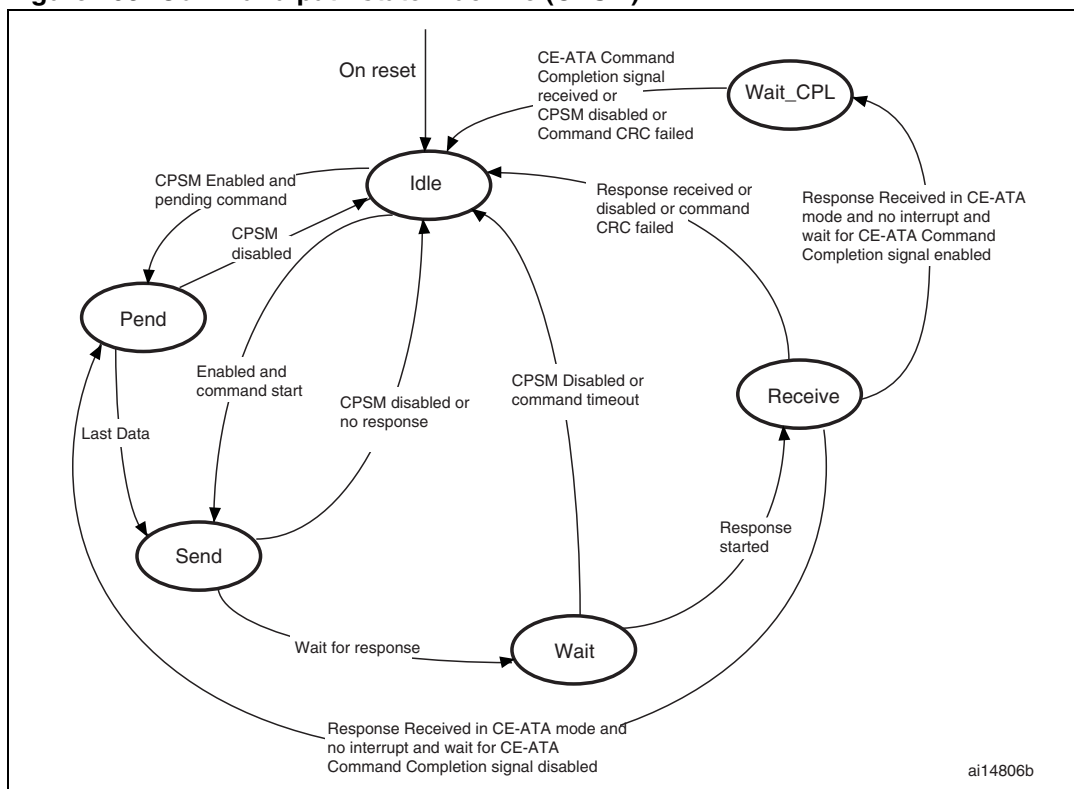 On reset
CE-ATA Command
Completion signal
received or
CPSM disabled or
Command CRC failed
Wait_CPL
Idle
CPSM Enabled and
pending command
CPSM
disabled
Response received or
disabled or command
CRC failed
Response Received in CE-ATA
mode and no interrupt and
wait for CE-ATA Command
Completion signal enabled
Pend
Enabled and
command start
CPSM disabled or
no response
CPSM Disabled or
command timeout
Receive
Last Data
Send
Response
started
Wait for response
Wait
Response Received in CE-ATA mode and
no interrupt and wait for CE-ATA
Command Completion signal disabled
ai14806b